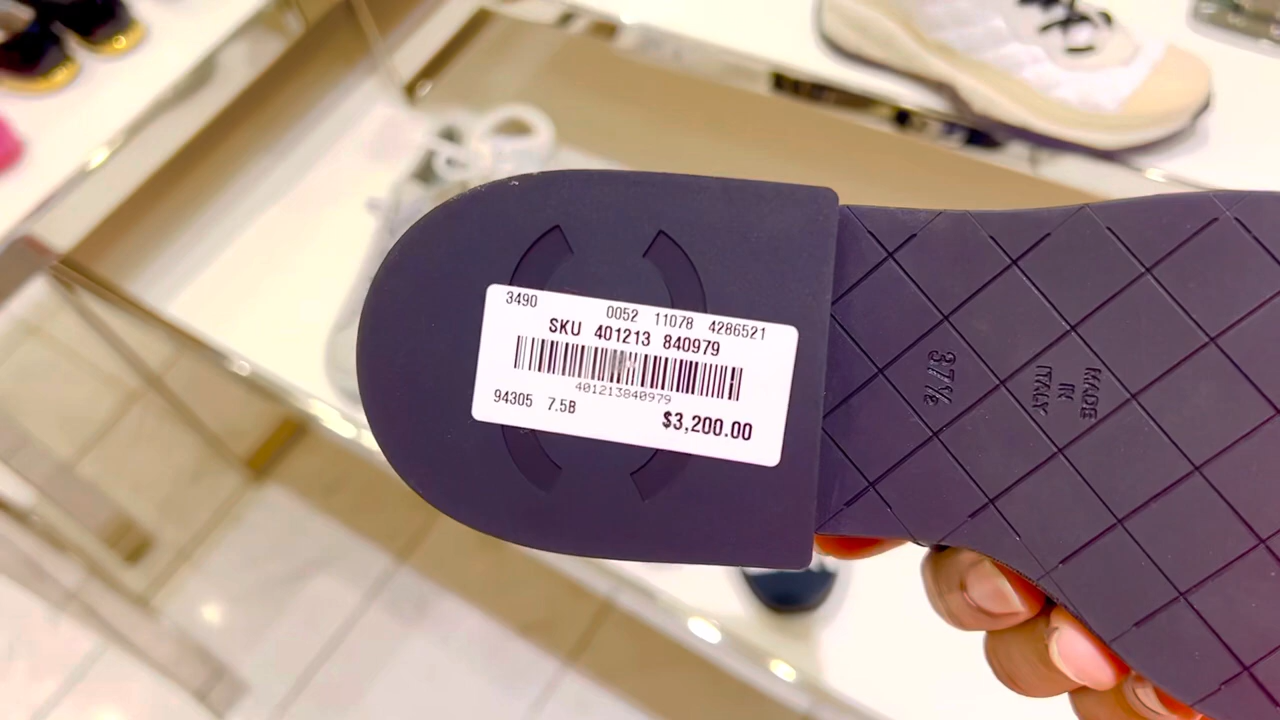 3490 0052 11078 4286521
SKU 401213 840979
401213840979
94305 7.5B
$3,200.00
37½
MADE
IN
ITALY